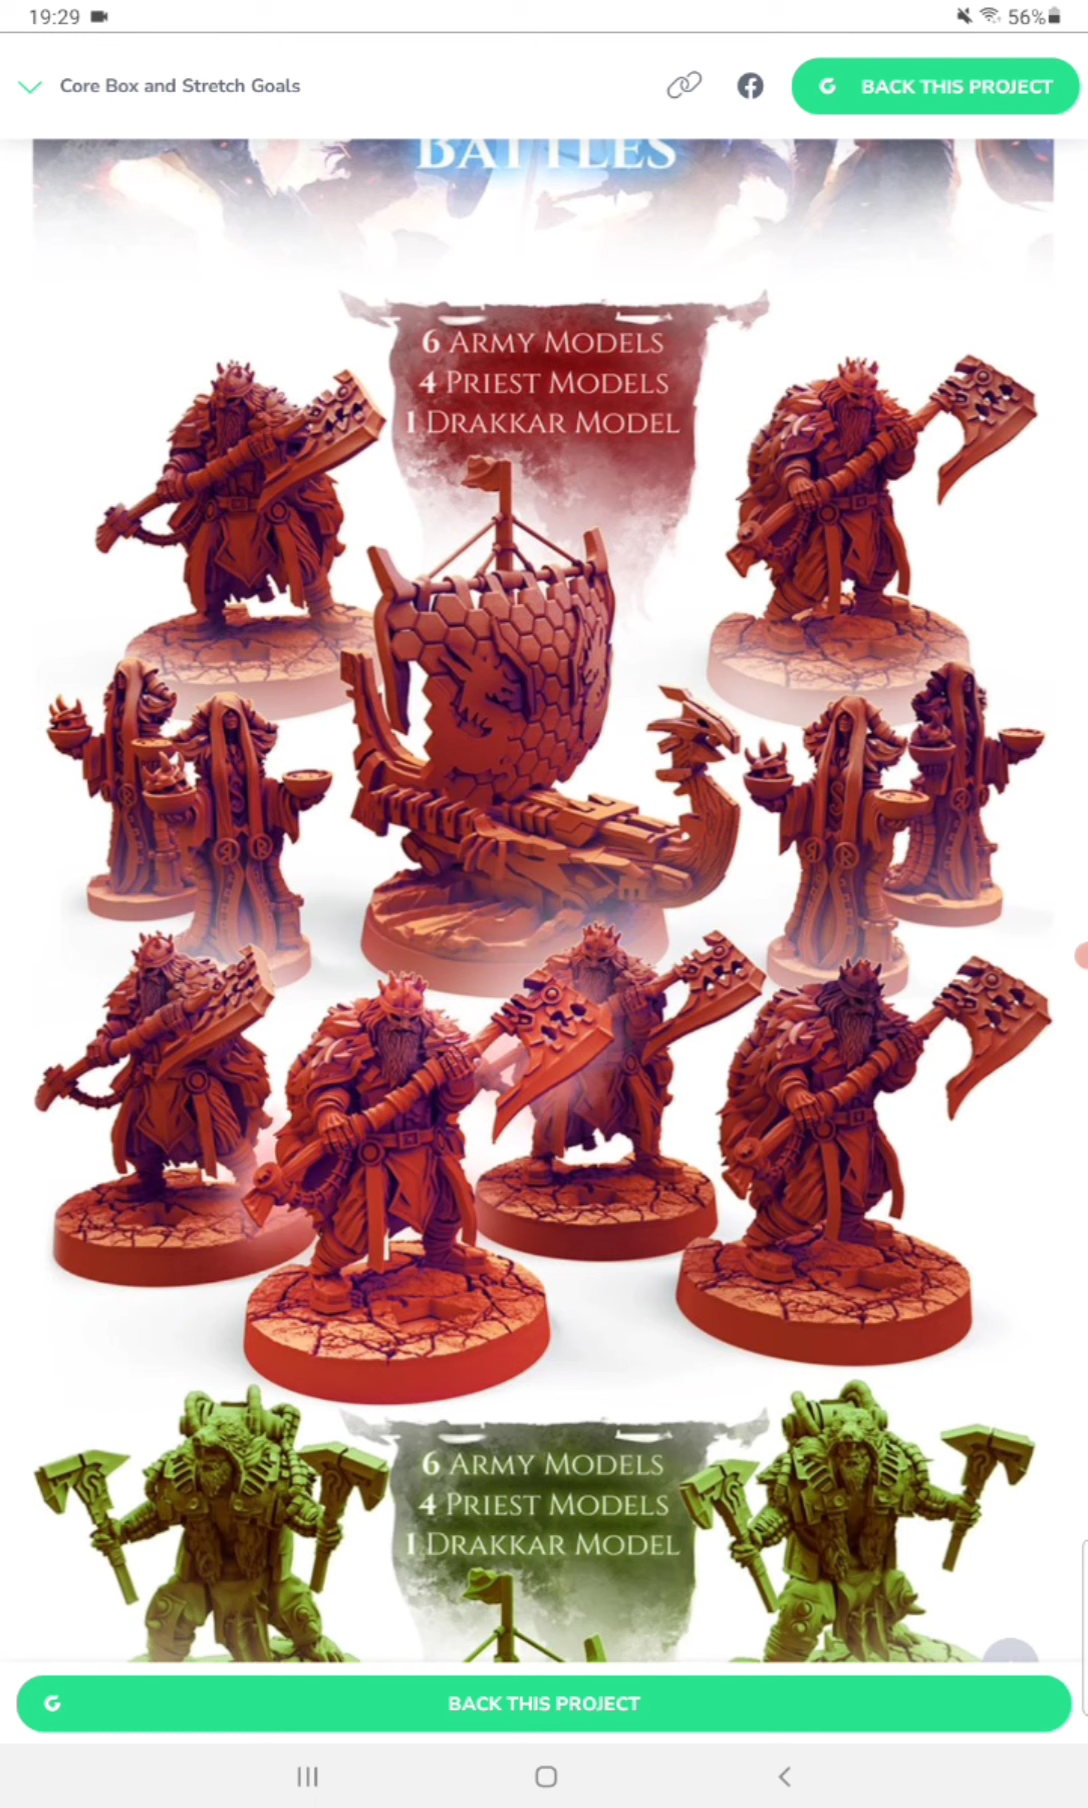 19:29
56%
Core Box and Stretch Goals
BACK THIS PROJECT
BATTLES
6 ARMY MODELS
4 PRIEST MODELS
1 DRAKKAR MODEL
6 ARMY MODELS
4 PRIEST MODELS
1 DRAKKAR MODEL
BACK THIS PROJECT